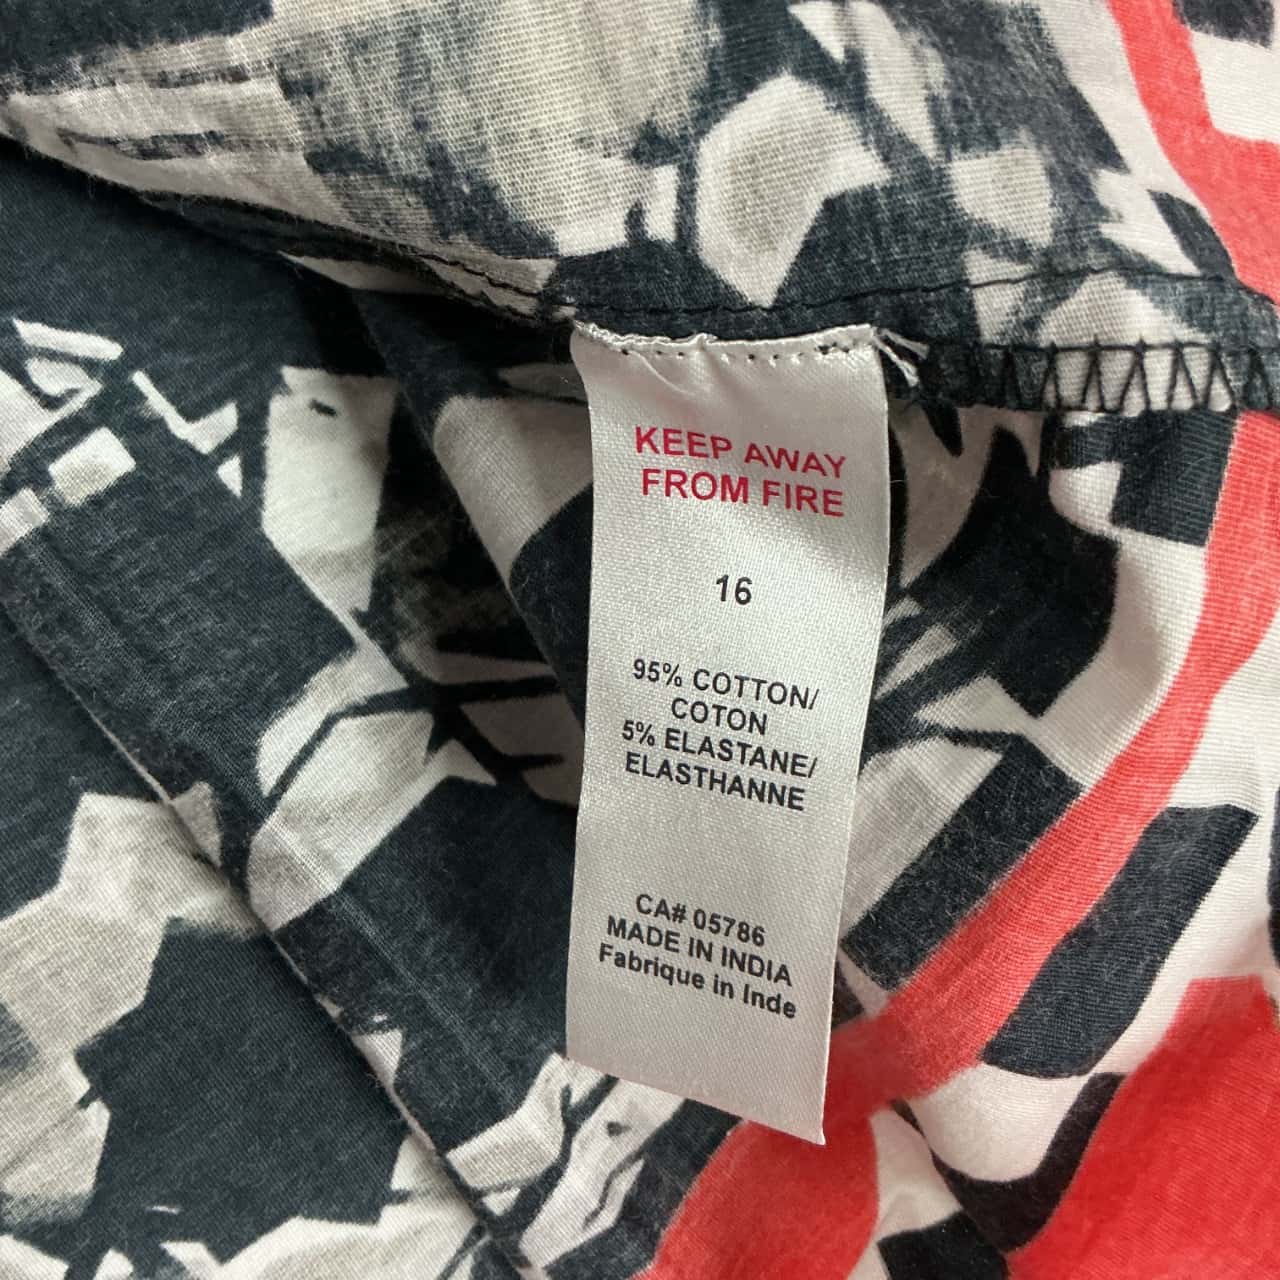 KEEP AWAY
FROM FIRE
16
95% COTTON/
COTON
5% ELASTANE/
ELASTHANNE
CA# 05786
MADE IN INDIA
Fabrique in Inde